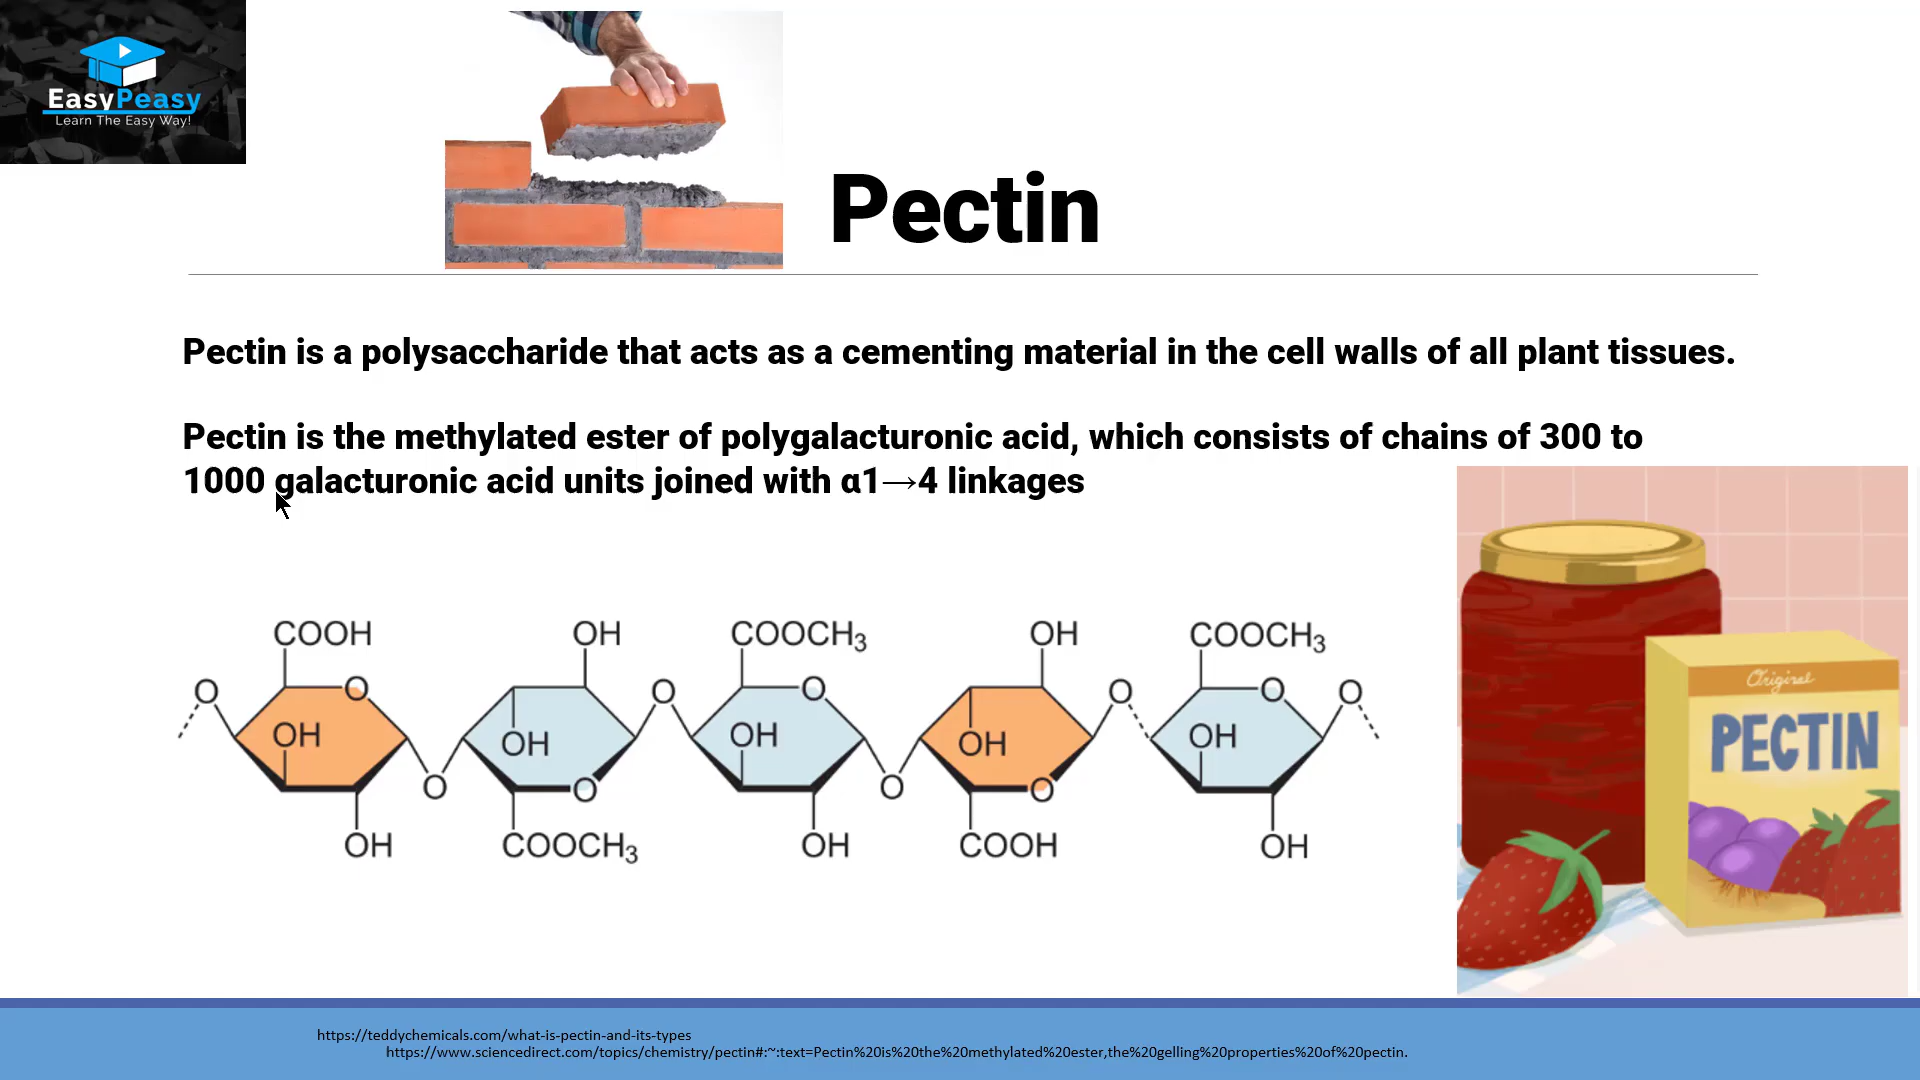 EasyPeasy
Learn The Easy Way!
Pectin
Pectin is a polysaccharide that acts as a cementing material in the cell walls of all plant tissues.
Pectin is the methylated ester of polygalacturonic acid, which consists of chains of 300 to
1000 galacturonic acid units joined with α1→4 linkages
COOH OH COOCH₃ OH COOCH₃
O O O O O O O
OH OH OH OH OH
O O O O
OH COOCH₃ OH COOH OH
Original
PECTIN
https://teddychemicals.com/what-is-pectin-and-its-types
https://www.sciencedirect.com/topics/chemistry/pectin#:~:text=Pectin%20is%20the%20methylated%20ester,the%20gelling%20properties%20of%20pectin.